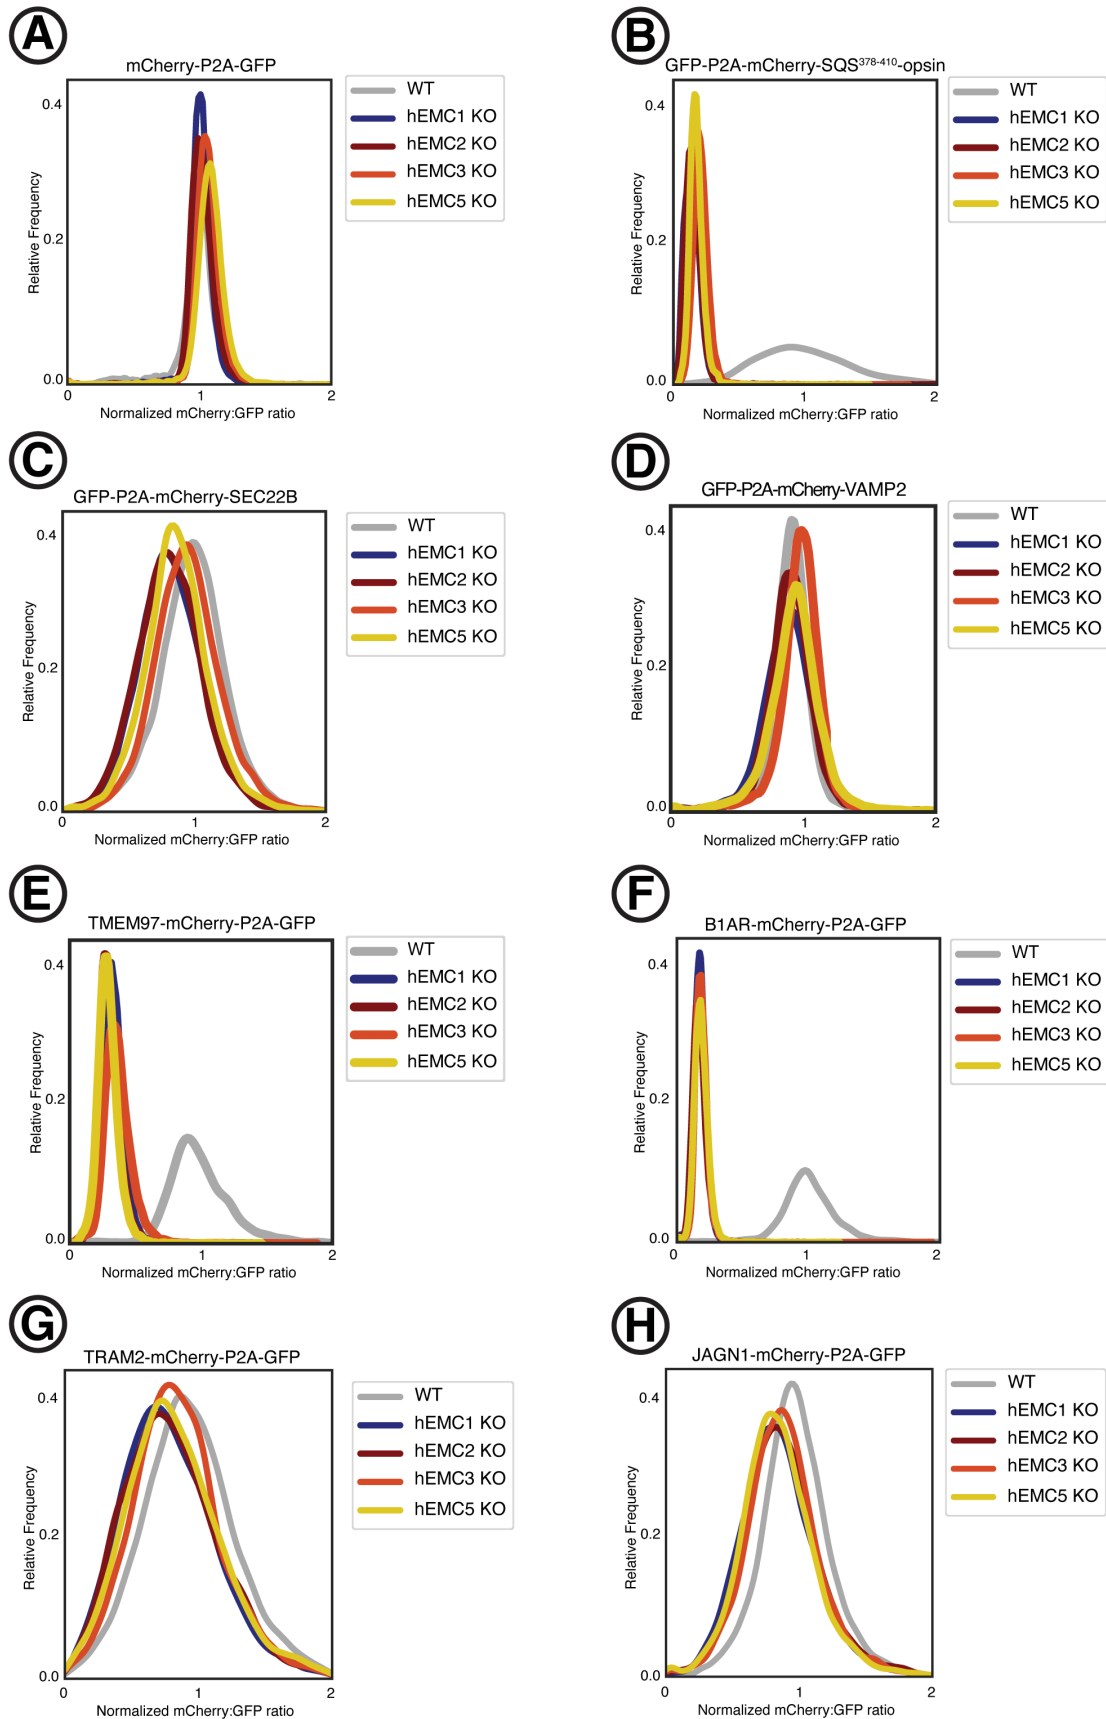 A
mCherry-P2A-GFP
Relative Frequency
0.4
0.2
0.0
0
1
2
Normalized mCherry:GFP ratio
WT
hEMC1 KO
hEMC2 KO
hEMC3 KO
hEMC5 KO
B
GFP-P2A-mCherry-SQS³⁷⁸⁻⁴¹⁰-opsin
Relative Frequency
0.4
0.2
0.0
0
1
2
Normalized mCherry:GFP ratio
WT
hEMC1 KO
hEMC2 KO
hEMC3 KO
hEMC5 KO
C
GFP-P2A-mCherry-SEC22B
Relative Frequency
0.4
0.2
0.0
0
1
2
Normalized mCherry:GFP ratio
WT
hEMC1 KO
hEMC2 KO
hEMC3 KO
hEMC5 KO
D
GFP-P2A-mCherry-VAMP2
Relative Frequency
0.4
0.2
0.0
0
1
2
Normalized mCherry:GFP ratio
WT
hEMC1 KO
hEMC2 KO
hEMC3 KO
hEMC5 KO
E
TMEM97-mCherry-P2A-GFP
Relative Frequency
0.4
0.2
0.0
0
1
2
Normalized mCherry:GFP ratio
WT
hEMC1 KO
hEMC2 KO
hEMC3 KO
hEMC5 KO
F
B1AR-mCherry-P2A-GFP
Relative Frequency
0.4
0.2
0.0
0
1
2
Normalized mCherry:GFP ratio
WT
hEMC1 KO
hEMC2 KO
hEMC3 KO
hEMC5 KO
G
TRAM2-mCherry-P2A-GFP
Relative Frequency
0.4
0.2
0.0
0
1
2
Normalized mCherry:GFP ratio
WT
hEMC1 KO
hEMC2 KO
hEMC3 KO
hEMC5 KO
H
JAGN1-mCherry-P2A-GFP
Relative Frequency
0.4
0.2
0.0
0
1
2
Normalized mCherry:GFP ratio
WT
hEMC1 KO
hEMC2 KO
hEMC3 KO
hEMC5 KO